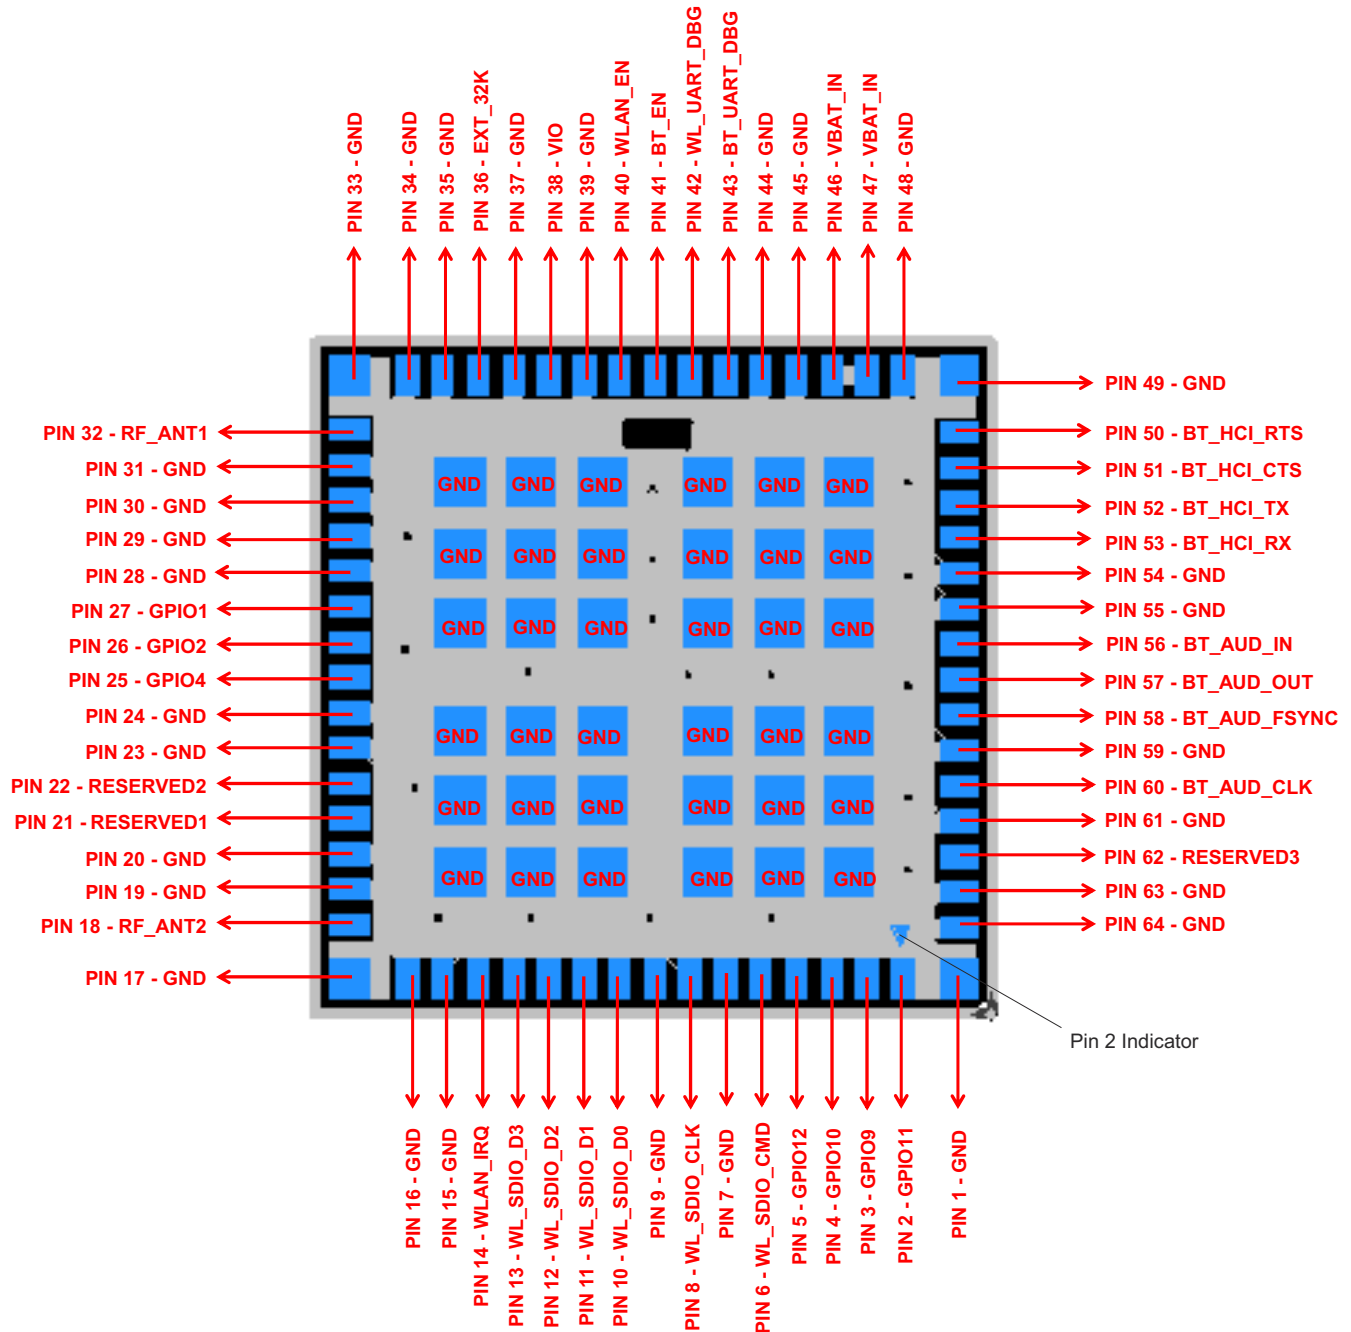 PIN 33 - GND
PIN 34 - GND
PIN 35 - GND
PIN 36 - EXT_32K
PIN 37 - GND
PIN 38 - VIO
PIN 39 - GND
PIN 40 - WLAN_EN
PIN 41 - BT_EN
PIN 42 - WL_UART_DBG
PIN 43 - BT_UART_DBG
PIN 44 - GND
PIN 45 - GND
PIN 46 - VBAT_IN
PIN 47 - VBAT_IN
PIN 48 - GND
PIN 32 - RF_ANT1
PIN 31 - GND
PIN 30 - GND
PIN 29 - GND
PIN 28 - GND
PIN 27 - GPIO1
PIN 26 - GPIO2
PIN 25 - GPIO4
PIN 24 - GND
PIN 23 - GND
PIN 22 - RESERVED2
PIN 21 - RESERVED1
PIN 20 - GND
PIN 19 - GND
PIN 18 - RF_ANT2
PIN 17 - GND
GND GND GND GND GND GND
GND GND GND GND GND GND
GND GND GND GND GND GND
GND GND GND GND GND GND
GND GND GND GND GND GND
GND GND GND GND GND GND
PIN 49 - GND
PIN 50 - BT_HCI_RTS
PIN 51 - BT_HCI_CTS
PIN 52 - BT_HCI_TX
PIN 53 - BT_HCI_RX
PIN 54 - GND
PIN 55 - GND
PIN 56 - BT_AUD_IN
PIN 57 - BT_AUD_OUT
PIN 58 - BT_AUD_FSYNC
PIN 59 - GND
PIN 60 - BT_AUD_CLK
PIN 61 - GND
PIN 62 - RESERVED3
PIN 63 - GND
PIN 64 - GND
Pin 2 Indicator
PIN 16 - GND
PIN 15 - GND
PIN 14 - WLAN_IRQ
PIN 13 - WL_SDIO_D3
PIN 12 - WL_SDIO_D2
PIN 11 - WL_SDIO_D1
PIN 10 - WL_SDIO_D0
PIN 9 - GND
PIN 8 - WL_SDIO_CLK
PIN 7 - GND
PIN 6 - WL_SDIO_CMD
PIN 5 - GPIO12
PIN 4 - GPIO10
PIN 3 - GPIO9
PIN 2 - GPIO11
PIN 1 - GND